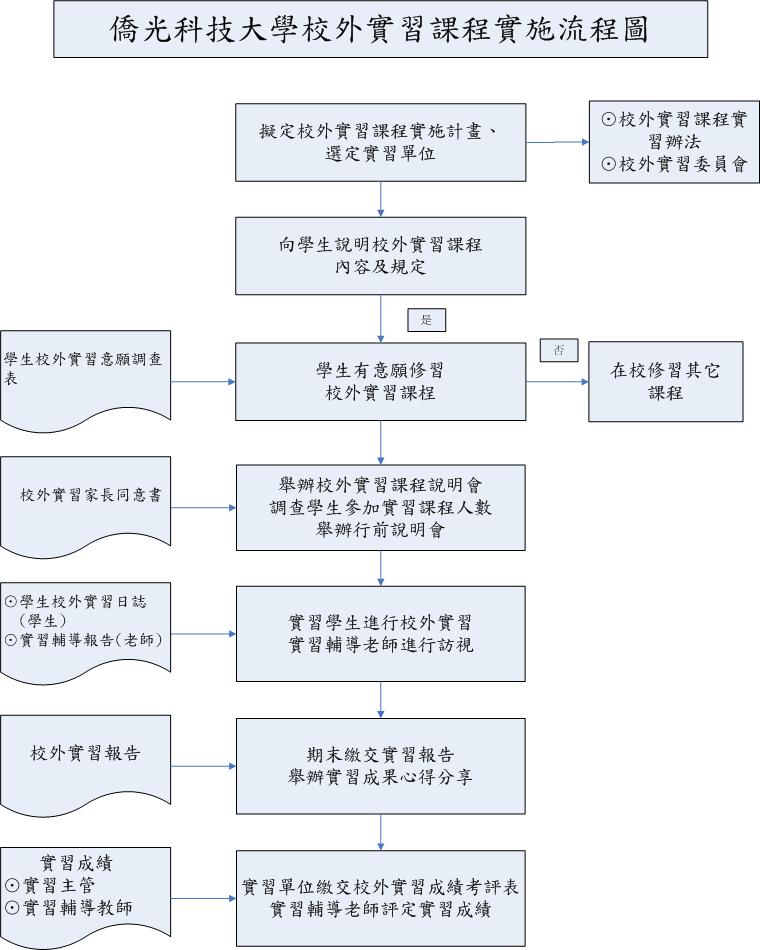 僑光科技大學校外實習課程實施流程圖
擬定校外實習課程實施計畫、
選定實習單位
⊙校外實習課程實
習辦法
⊙校外實習委員會
向學生說明校外實習課程
內容及規定
是
學生校外實習意願調查
表
學生有意願修習
校外實習課程
否
在校修習其它
課程
校外實習家長同意書
舉辦校外實習課程說明會
調查學生參加實習課程人數
舉辦行前說明會
⊙學生校外實習日誌
(學生)
⊙實習輔導報告(老師)
實習學生進行校外實習
實習輔導老師進行訪視
校外實習報告
期末繳交實習報告
舉辦實習成果心得分享
實習成績
⊙實習主管
⊙實習輔導教師
實習單位繳交校外實習成績考評表
實習輔導老師評定實習成績